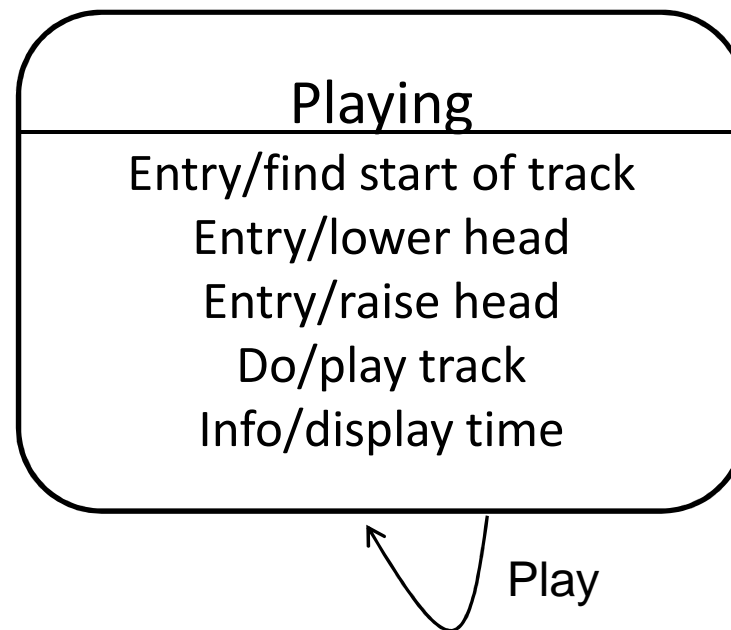 Playing
Entry/find start of track
Entry/lower head
Entry/raise head
Do/play track
Info/display time
Play